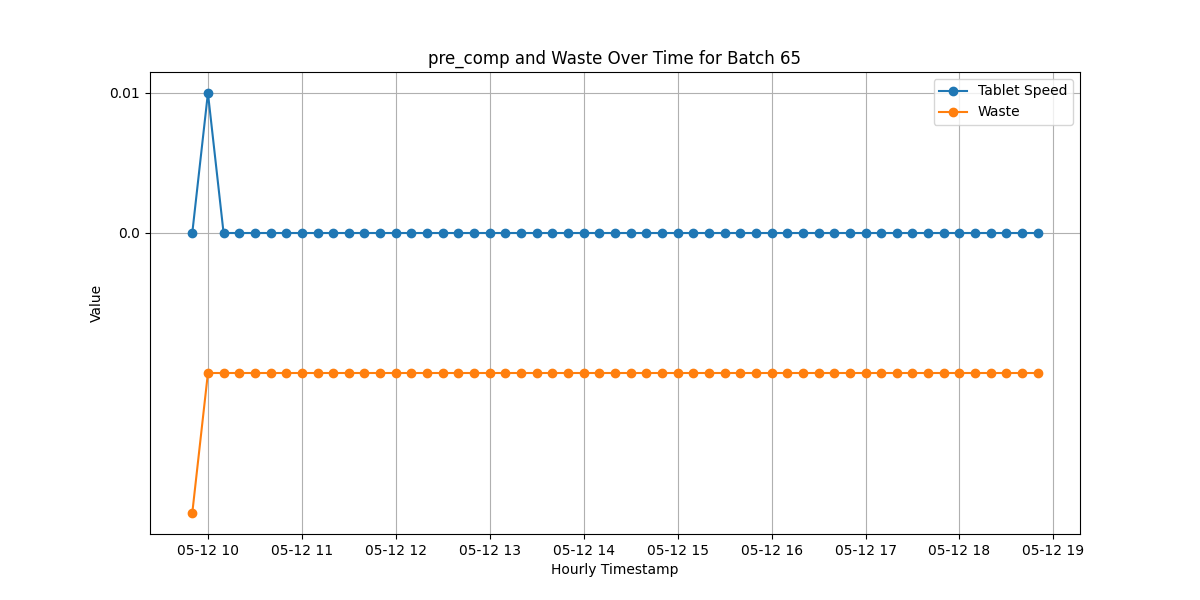 pre_comp and Waste Over Time for Batch 65
Tablet Speed
Waste
0.01
0.0
Value
05-12 10 05-12 11 05-12 12 05-12 13 05-12 14 05-12 15 05-12 16 05-12 17 05-12 18 05-12 19
Hourly Timestamp